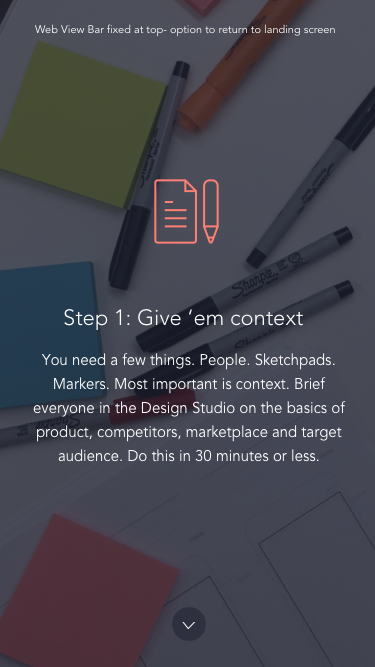 Web View Bar fixed at top- option to return to landing screen
Sharpie
Step 1: Give ‘em context
You need a few things. People. Sketchpads.
Markers. Most important is context. Brief
everyone in the Design Studio on the basics of
product, competitors, marketplace and target
audience. Do this in 30 minutes or less.